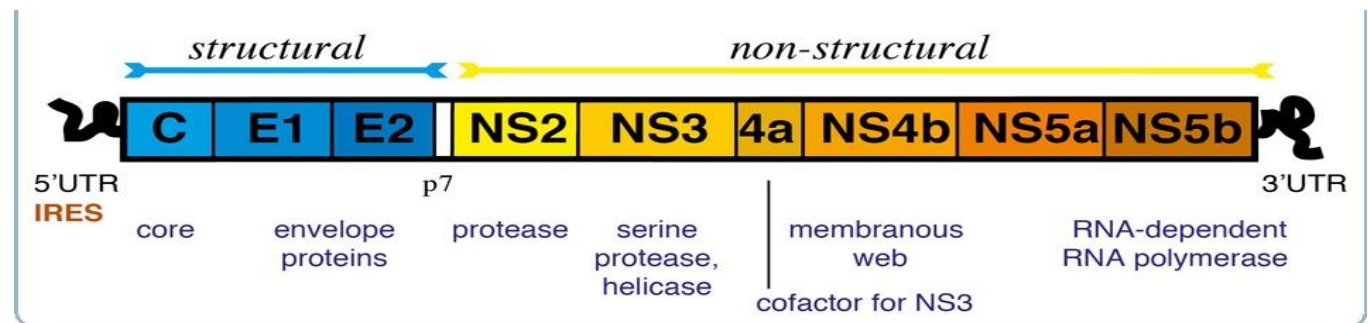 structural non-structural
C E1 E2 NS2 NS3 4a NS4b NS5a NS5b
5'UTR p7 3'UTR
IRES
core envelope proteins protease serine protease, helicase membranous web RNA-dependent RNA polymerase
cofactor for NS3